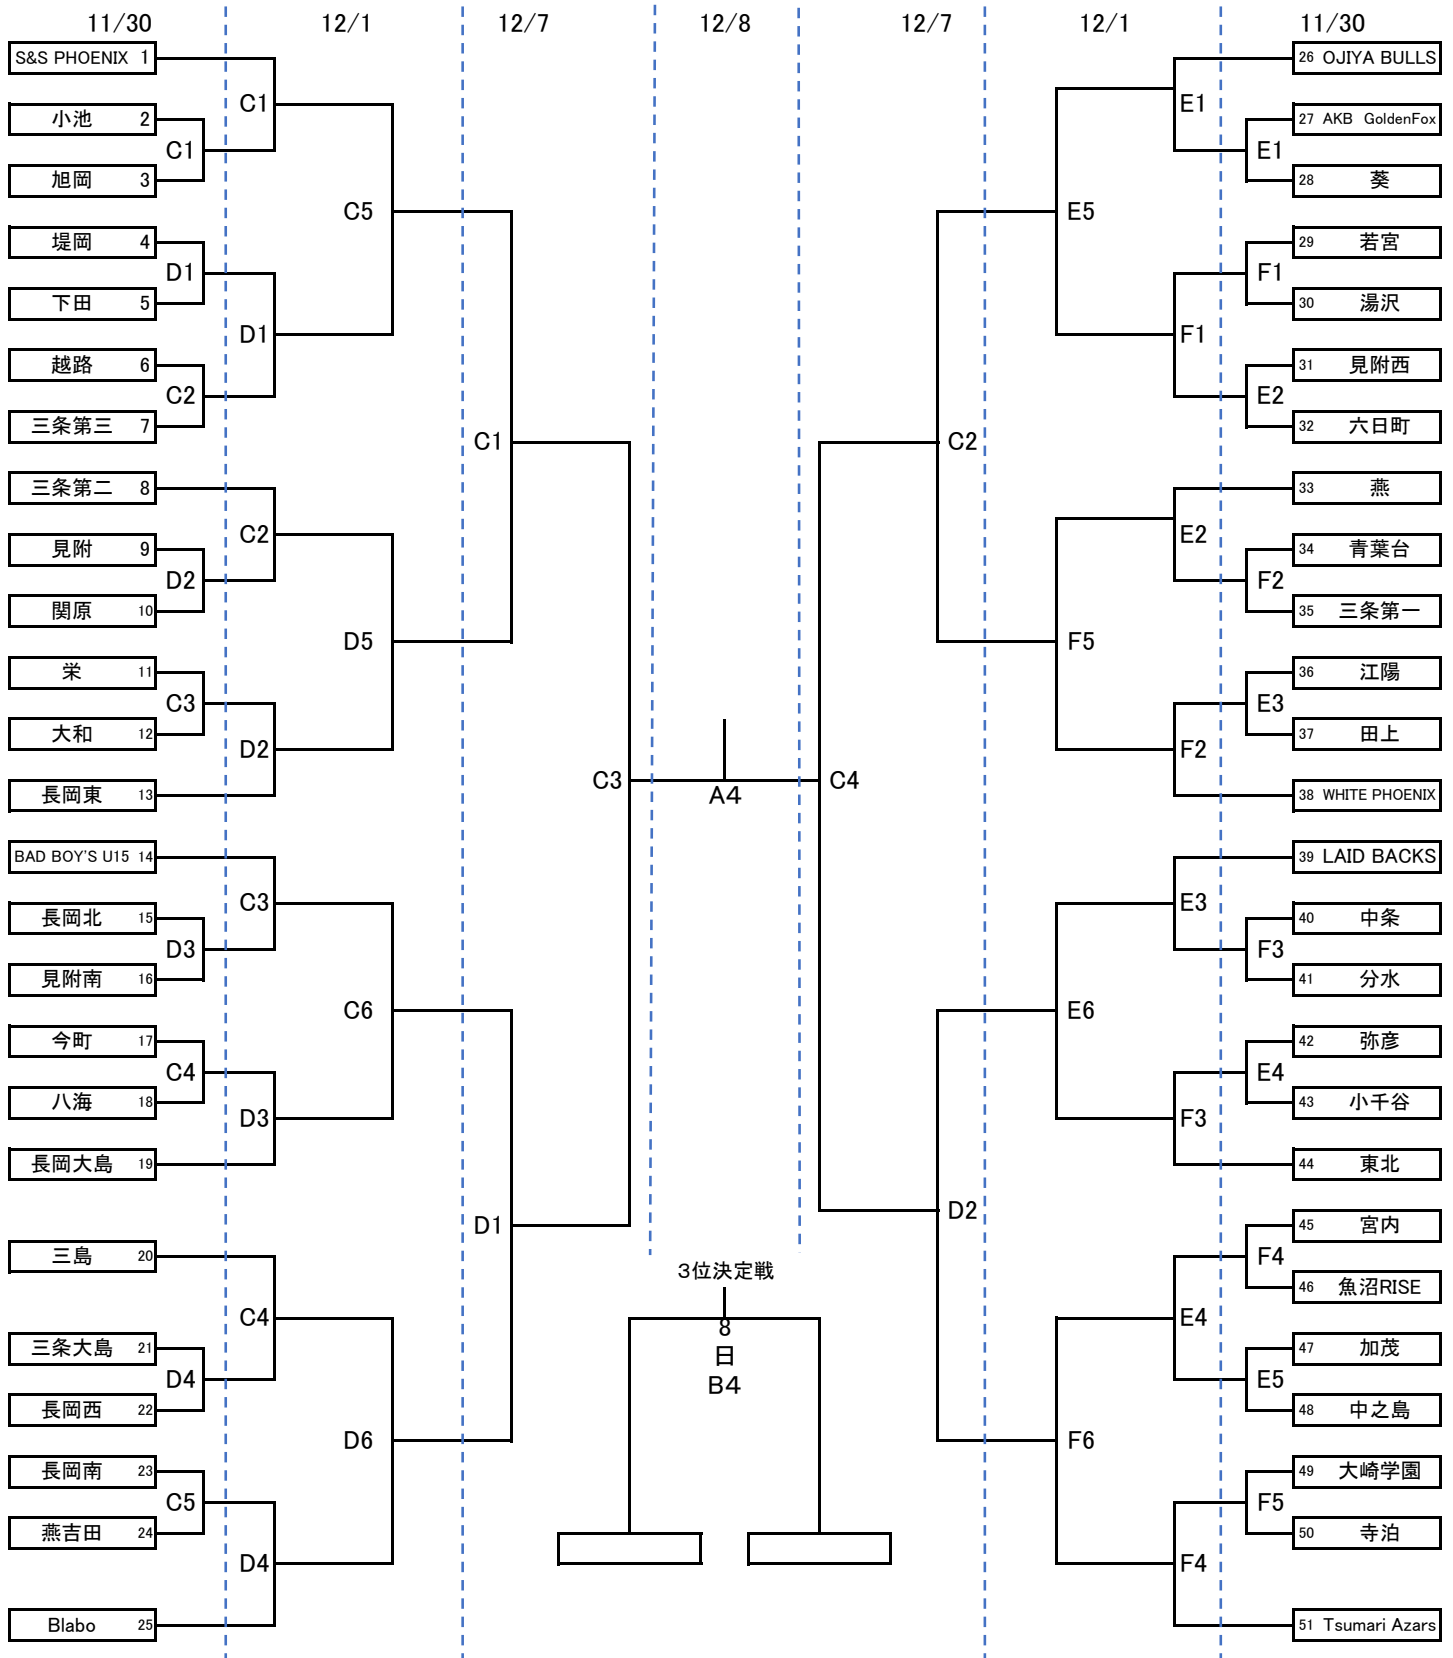 11/30 12/1 12/7 12/8 12/7 12/1 11/30
S&S PHOENIX 1
小池 2
旭岡 3
堤岡 4
下田 5
越路 6
三条第三 7
三条第二 8
見附 9
関原 10
栄 11
大和 12
長岡東 13
BAD BOY'S U15 14
長岡北 15
見附南 16
今町 17
八海 18
長岡大島 19
三島 20
三条大島 21
長岡西 22
長岡南 23
燕吉田 24
Blabo 25
C1
D1
C2
D2
C3
D3
C4
D4
C5
C1
D1
C2
D2
C3
D3
C4
D4
C5
D5
C6
D6
C1
D1
C3
A4
3位決定戦
8
日
B4
C4
C2
D2
E5
F5
E6
F6
E1
F1
E2
F2
E3
F3
E4
F4
E1
F1
E2
F2
E3
F3
E4
F4
E5
F5
26 OJIYA BULLS
27 AKB GoldenFox
28 葵
29 若宮
30 湯沢
31 見附西
32 六日町
33 燕
34 青葉台
35 三条第一
36 江陽
37 田上
38 WHITE PHOENIX
39 LAID BACKS
40 中条
41 分水
42 弥彦
43 小千谷
44 東北
45 宮内
46 魚沼RISE
47 加茂
48 中之島
49 大崎学園
50 寺泊
51 Tsumari Azars